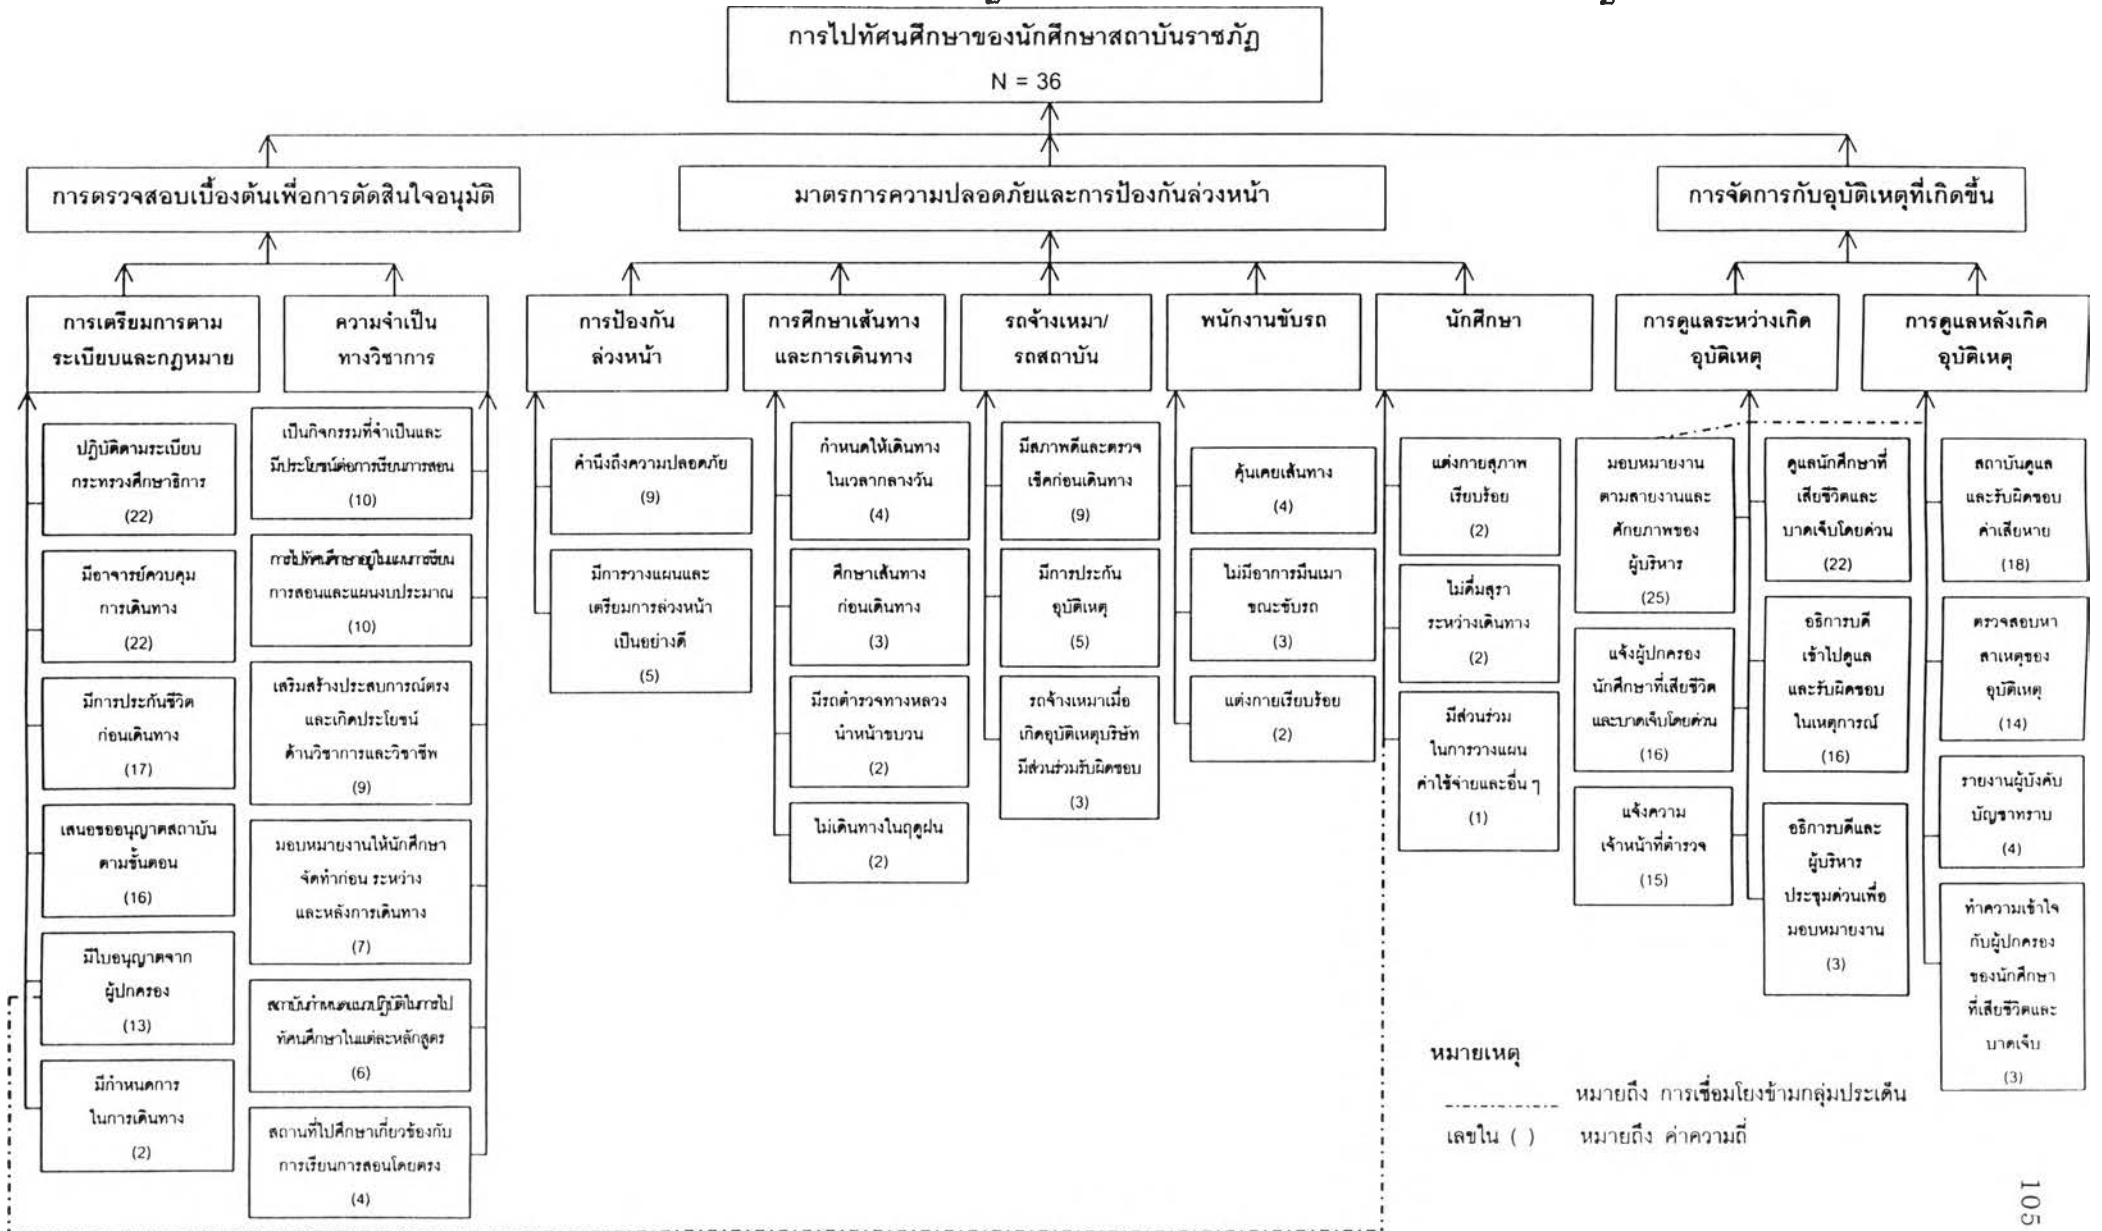 การไปทัศนศึกษาของนักศึกษาสถาบันราชภัฏ
N = 36
การตรวจสอบเบื้องต้นเพื่อการตัดสินใจอนุมัติ
มาตรการความปลอดภัยและการป้องกันล่วงหน้า
การจัดการกับอุบัติเหตุที่เกิดขึ้น
การเตรียมการตาม
ระเบียบและกฎหมาย
ความจำเป็น
ทางวิชาการ
การป้องกัน
ล่วงหน้า
การศึกษาเส้นทาง
และการเดินทาง
รถจ้างเหมา/
รถสถาบัน
พนักงานขับรถ
นักศึกษา
การดูแลระหว่างเกิด
อุบัติเหตุ
การดูแลหลังเกิด
อุบัติเหตุ
ปฏิบัติตามระเบียบ
กระทรวงศึกษาธิการ
(22)
มีอาจารย์ควบคุม
การเดินทาง
(22)
มีการประกันชีวิต
ก่อนเดินทาง
(17)
เสนอขออนุญาตสถาบัน
ตามขั้นตอน
(16)
มีใบอนุญาตจาก
ผู้ปกครอง
(13)
มีกำหนดการ
ในการเดินทาง
(2)
เป็นกิจกรรมที่จำเป็นและ
มีประโยชน์ต่อการเรียนการสอน
(10)
การไปทัศนศึกษาอยู่ในแผนการเรียน
การสอนและแผนงบประมาณ
(10)
เสริมสร้างประสบการณ์ตรง
และเกิดประโยชน์
ด้านวิชาการและวิชาชีพ
(9)
มอบหมายงานให้นักศึกษา
จัดทำก่อน ระหว่าง
และหลังการเดินทาง
(7)
สถาบันกำหนดแนวปฏิบัติในการไป
ทัศนศึกษาในแต่ละหลักสูตร
(6)
สถานที่ไปศึกษาเกี่ยวข้องกับ
การเรียนการสอนโดยตรง
(4)
คำนึงถึงความปลอดภัย
(9)
มีการวางแผนและ
เตรียมการล่วงหน้า
เป็นอย่างดี
(5)
กำหนดให้เดินทาง
ในเวลากลางวัน
(4)
ศึกษาเส้นทาง
ก่อนเดินทาง
(3)
มีรถตำรวจทางหลวง
นำหน้าขบวน
(2)
ไม่เดินทางในฤดูฝน
(2)
มีสภาพดีและตรวจ
เช็คก่อนเดินทาง
(9)
มีการประกัน
อุบัติเหตุ
(5)
รถจ้างเหมาเมื่อ
เกิดอุบัติเหตุบริษัท
มีส่วนร่วมรับผิดชอบ
(3)
คุ้นเคยเส้นทาง
(4)
ไม่มีอาการมึนเมา
ขณะขับรถ
(3)
แต่งกายเรียบร้อย
(2)
แต่งกายสุภาพ
เรียบร้อย
(2)
ไม่ดื่มสุรา
ระหว่างเดินทาง
(2)
มีส่วนร่วม
ในการวางแผน
ค่าใช้จ่ายและอื่น ๆ
(1)
มอบหมายงาน
ตามสายงานและ
ศักยภาพของ
ผู้บริหาร
(25)
แจ้งผู้ปกครอง
นักศึกษาที่เสียชีวิต
และบาดเจ็บโดยด่วน
(16)
แจ้งความ
เจ้าหน้าที่ตำรวจ
(15)
ดูแลนักศึกษาที่
เสียชีวิตและ
บาดเจ็บโดยด่วน
(22)
อธิการบดี
เข้าไปดูแล
และรับผิดชอบ
ในเหตุการณ์
(16)
อธิการบดีและ
ผู้บริหาร
ประชุมด่วนเพื่อ
มอบหมายงาน
(3)
สถาบันดูแล
และรับผิดชอบ
ค่าเสียหาย
(18)
ตรวจสอบหา
สาเหตุของ
อุบัติเหตุ
(14)
รายงานผู้บังคับ
บัญชาทราบ
(4)
ทำความเข้าใจ
กับผู้ปกครอง
ของนักศึกษา
ที่เสียชีวิตและ
บาดเจ็บ
(3)
หมายเหตุ
หมายถึง การเชื่อมโยงข้ามกลุ่มประเด็น
เลขใน ( ) หมายถึง ค่าความถี่
105